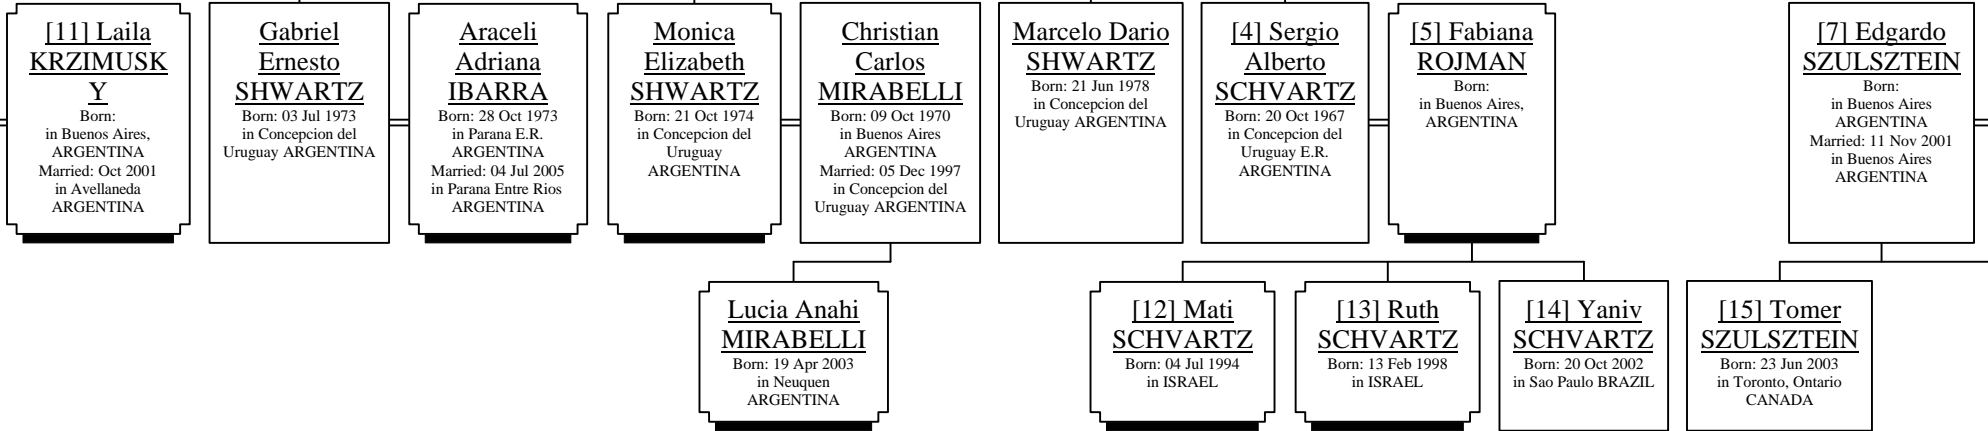 [11] Laila
KRZIMUSK
Y
Born:
in Buenos Aires,
ARGENTINA
Married: Oct 2001
in Avellaneda
ARGENTINA
Gabriel
Ernesto
SHWARTZ
Born: 03 Jul 1973
in Concepcion del
Uruguay ARGENTINA
Araceli
Adriana
IBARRA
Born: 28 Oct 1973
in Parana E.R.
ARGENTINA
Married: 04 Jul 2005
in Parana Entre Rios
ARGENTINA
Monica
Elizabeth
SHWARTZ
Born: 21 Oct 1974
in Concepcion del
Uruguay
ARGENTINA
Christian
Carlos
MIRABELLI
Born: 09 Oct 1970
in Buenos Aires
ARGENTINA
Married: 05 Dec 1997
in Concepcion del
Uruguay ARGENTINA
Marcelo Dario
SHWARTZ
Born: 21 Jun 1978
in Concepcion del
Uruguay ARGENTINA
[4] Sergio
Alberto
SCHVARTZ
Born: 20 Oct 1967
in Concepcion del
Uruguay E.R.
ARGENTINA
[5] Fabiana
ROJMAN
Born:
in Buenos Aires,
ARGENTINA
[7] Edgardo
SZULSZTEIN
Born:
in Buenos Aires
ARGENTINA
Married: 11 Nov 2001
in Buenos Aires
ARGENTINA
Lucia Anahi
MIRABELLI
Born: 19 Apr 2003
in Neuquen
ARGENTINA
[12] Mati
SCHVARTZ
Born: 04 Jul 1994
in ISRAEL
[13] Ruth
SCHVARTZ
Born: 13 Feb 1998
in ISRAEL
[14] Yaniv
SCHVARTZ
Born: 20 Oct 2002
in Sao Paulo BRAZIL
[15] Tomer
SZULSZTEIN
Born: 23 Jun 2003
in Toronto, Ontario
CANADA